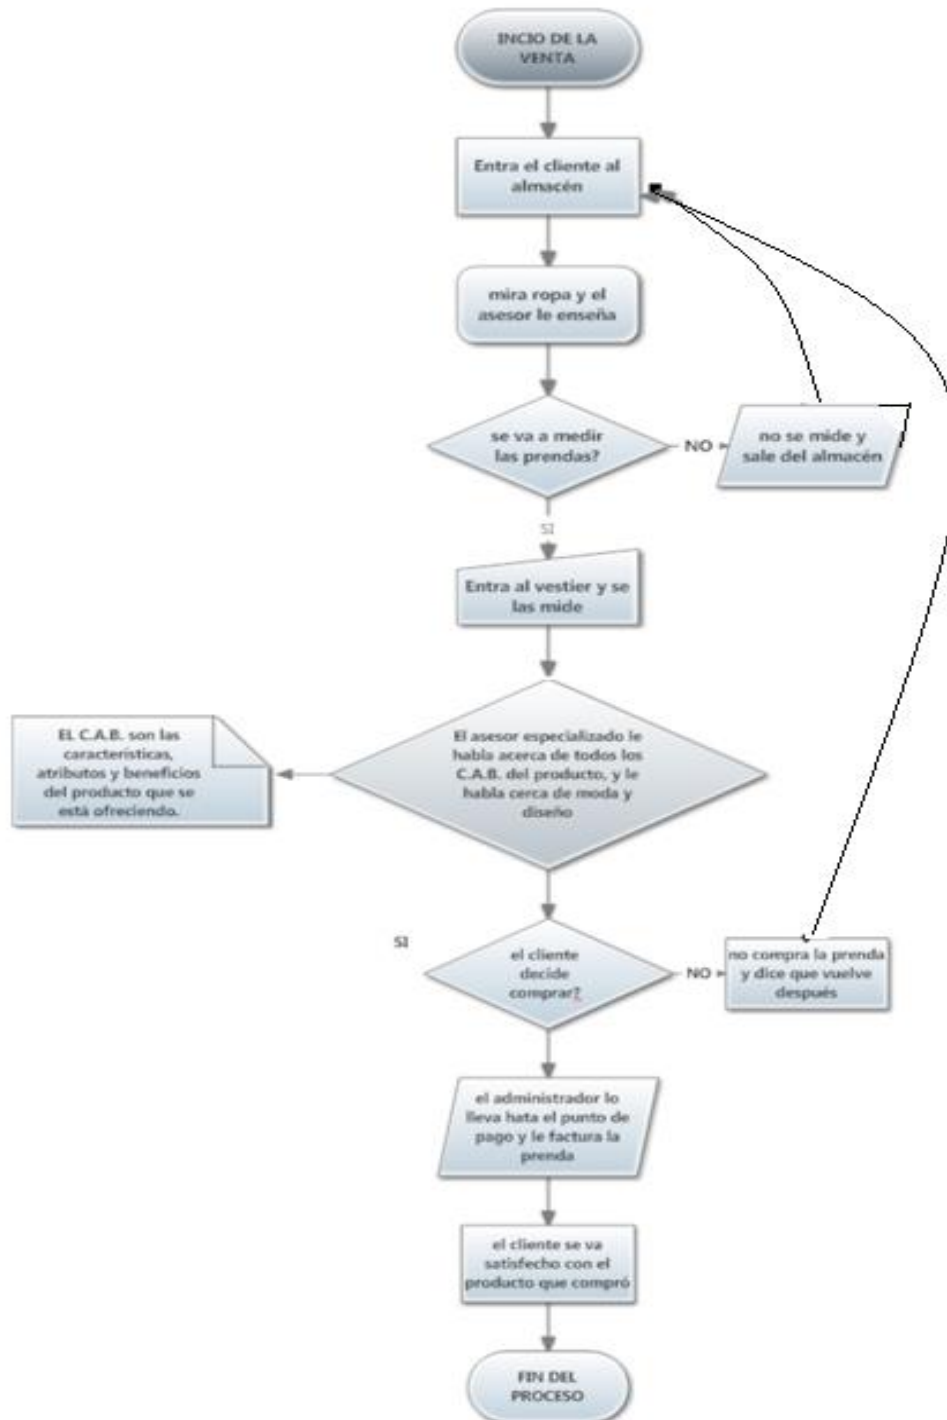 INCIO DE LA
VENTA
Entra el cliente al
almacén
mira ropa y el
asesor le enseña
se va a medir
las prendas?
NO
no se mide y
sale del almacén
SI
Entra al vestier y se
las mide
El asesor especializado le
habla acerca de todos los
C.A.B. del producto, y le
habla cerca de moda y
diseño
EL C.A.B. son las
características,
atributos y beneficios
del producto que se
está ofreciendo.
SI
el cliente
decide
comprar?
NO
no compra la prenda
y dice que vuelve
después
el administrador lo
lleva hata el punto de
pago y le factura la
prenda
el cliente se va
satisfecho con el
producto que compró
FIN DEL
PROCESO